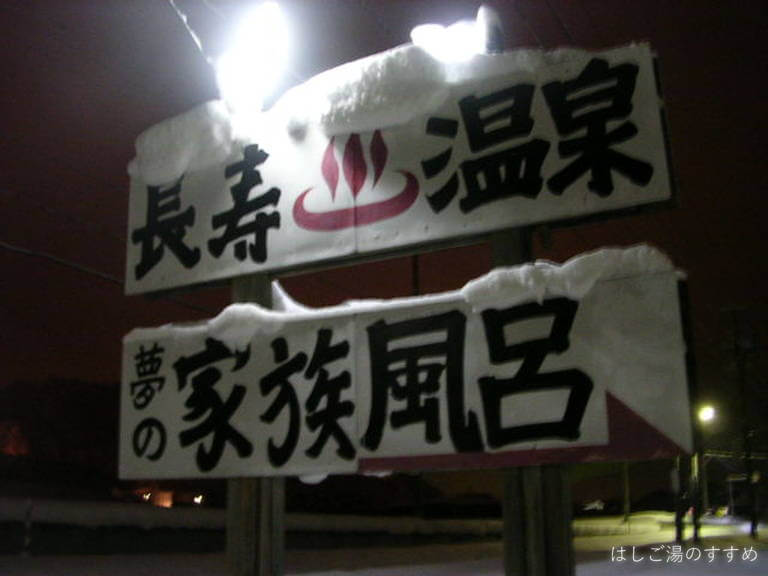 長寿♨温泉
夢の家族風呂
はしご湯のすすめ